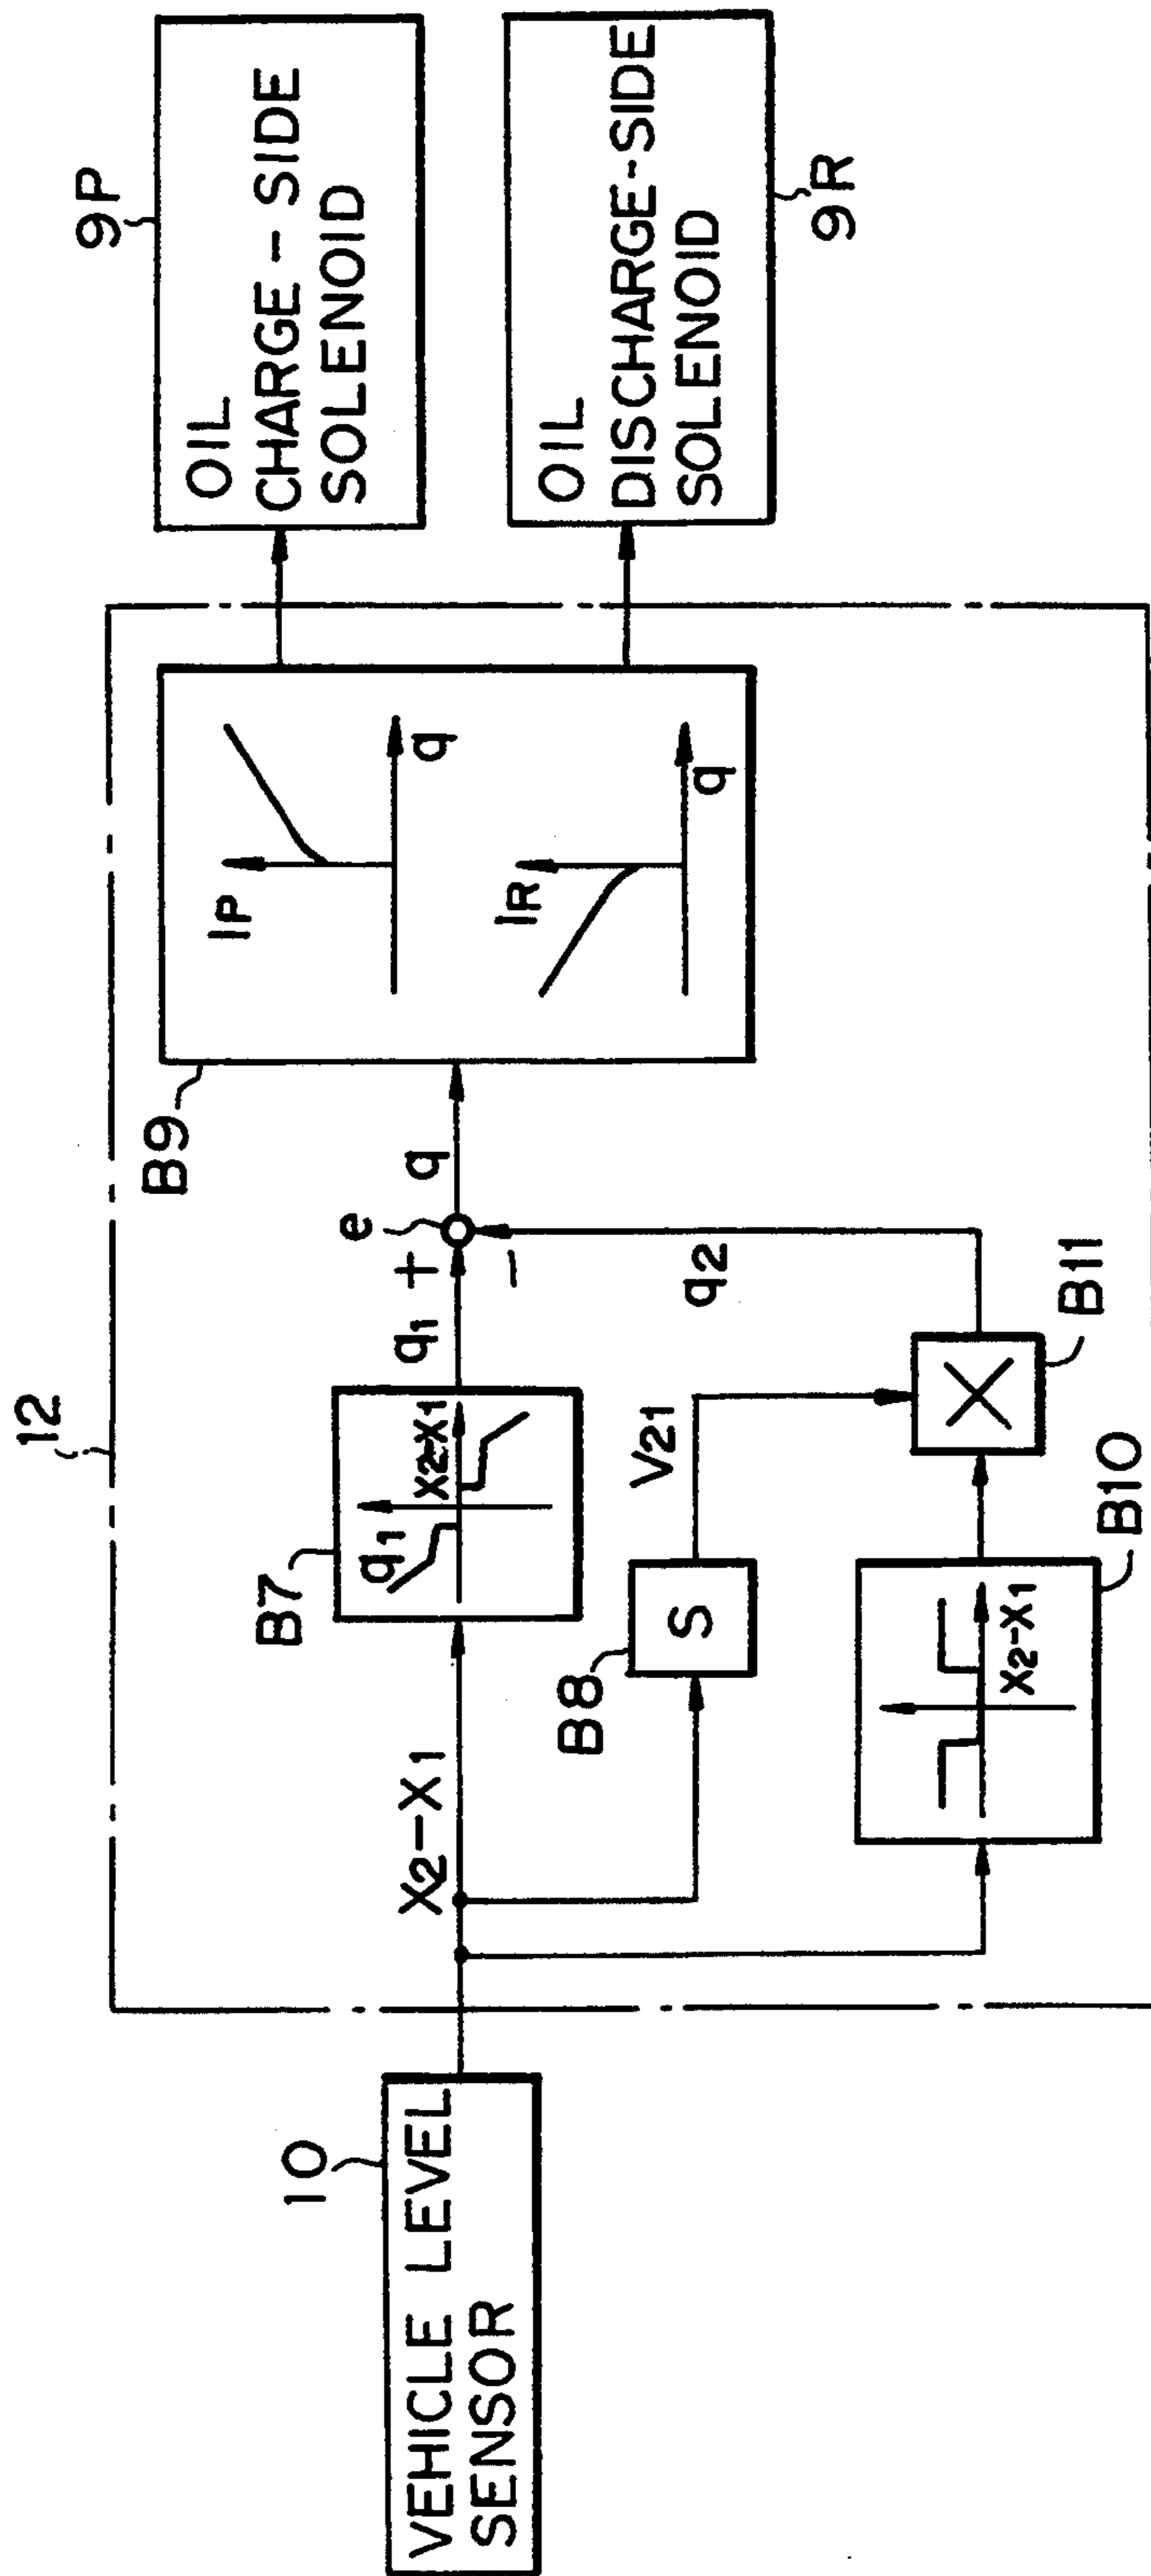 10
VEHICLE LEVEL
SENSOR
12
X2-X1
B7
q1
X2-X1
B8
S
V21
B10
X2-X1
B11
q1
+
e
-
q2
q
B9
IP
q
IR
q
9P
OIL
CHARGE-SIDE
SOLENOID
OIL
DISCHARGE-SIDE
SOLENOID
9R